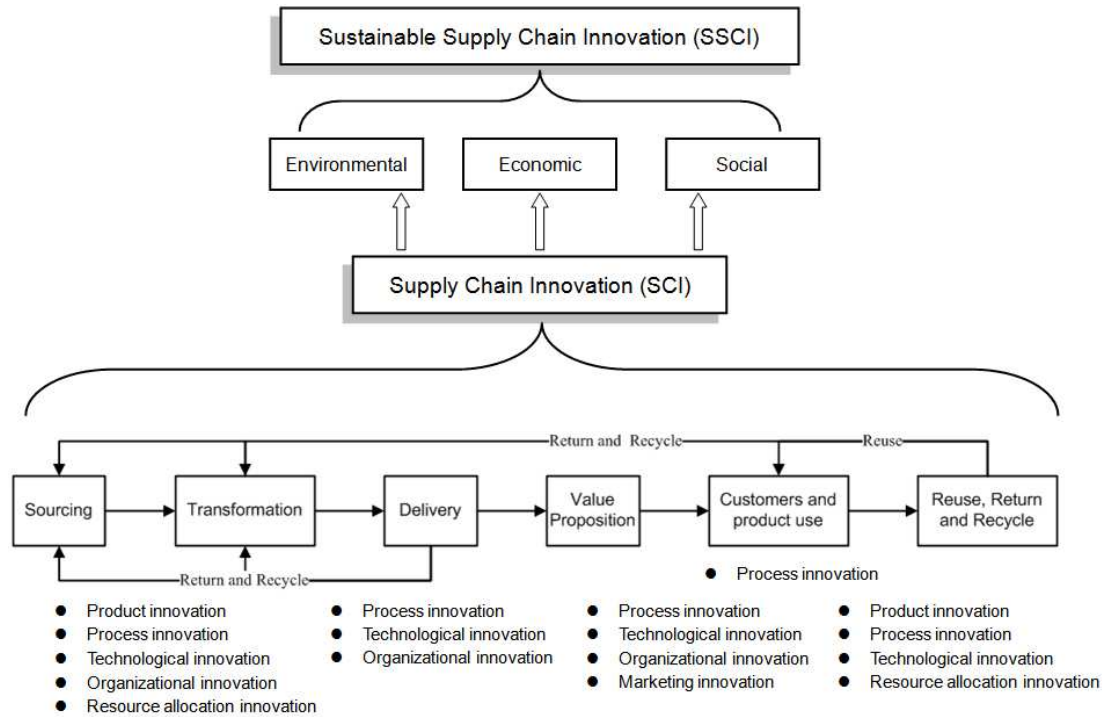 Sustainable Supply Chain Innovation (SSCI)
Environmental
Economic
Social
Supply Chain Innovation (SCI)
Return and Recycle
Reuse
Sourcing
Transformation
Delivery
Value
Proposition
Customers and
product use
Reuse, Return
and Recycle
Return and Recycle
● Process innovation
● Product innovation
● Process innovation
● Technological innovation
● Organizational innovation
● Resource allocation innovation
● Process innovation
● Technological innovation
● Organizational innovation
● Process innovation
● Technological innovation
● Organizational innovation
● Marketing innovation
● Product innovation
● Process innovation
● Technological innovation
● Resource allocation innovation